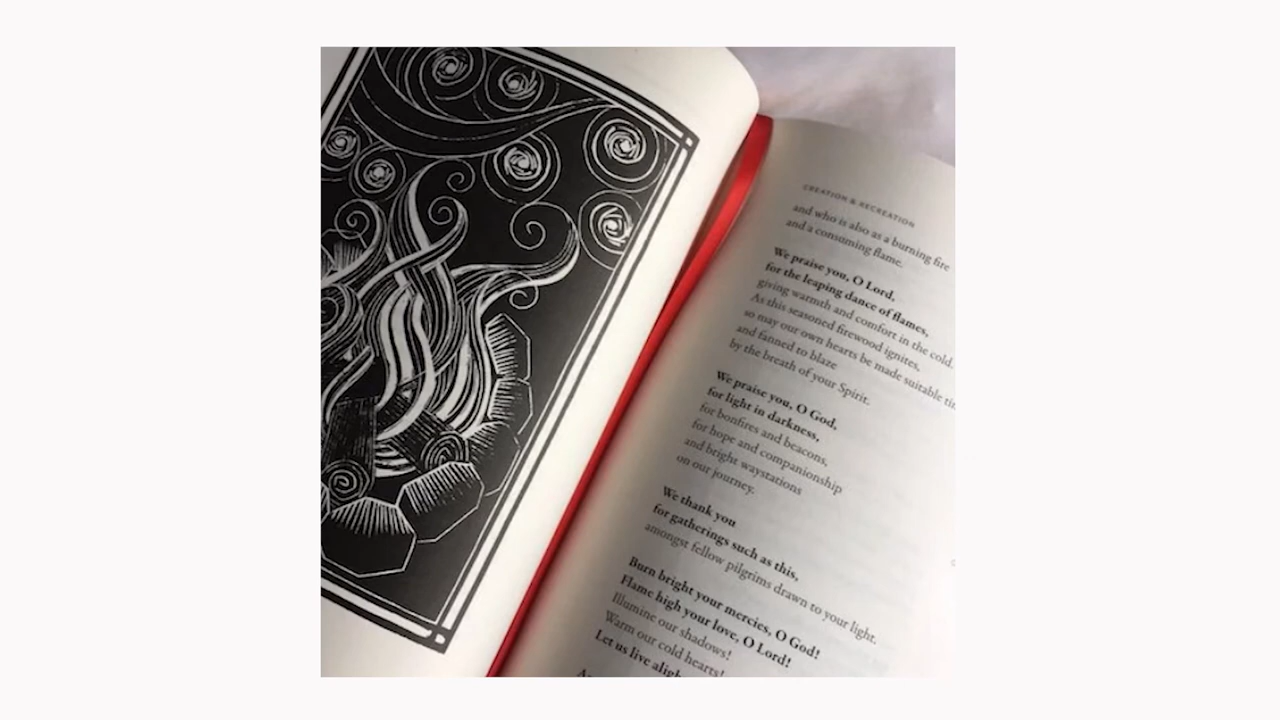 CREATION & RECREATION
and who is also as a burning fire
and a consuming flame.
We praise you, O Lord,
for the leaping dance of flames,
giving warmth and comfort in the cold.
As this seasoned firewood ignites,
so may our own hearts be made suitable
and fanned to blaze
by the breath of your Spirit.
We praise you, O God,
for light in darkness,
for bonfires and beacons,
for hope and companionship
and bright waystations
on our journey.
We thank you
for gatherings such as this,
amongst fellow pilgrims drawn to your light.
Burn bright your mercies, O God!
Flame high your love, O Lord!
Illumine our shadows!
Warm our cold hearts!
Let us live